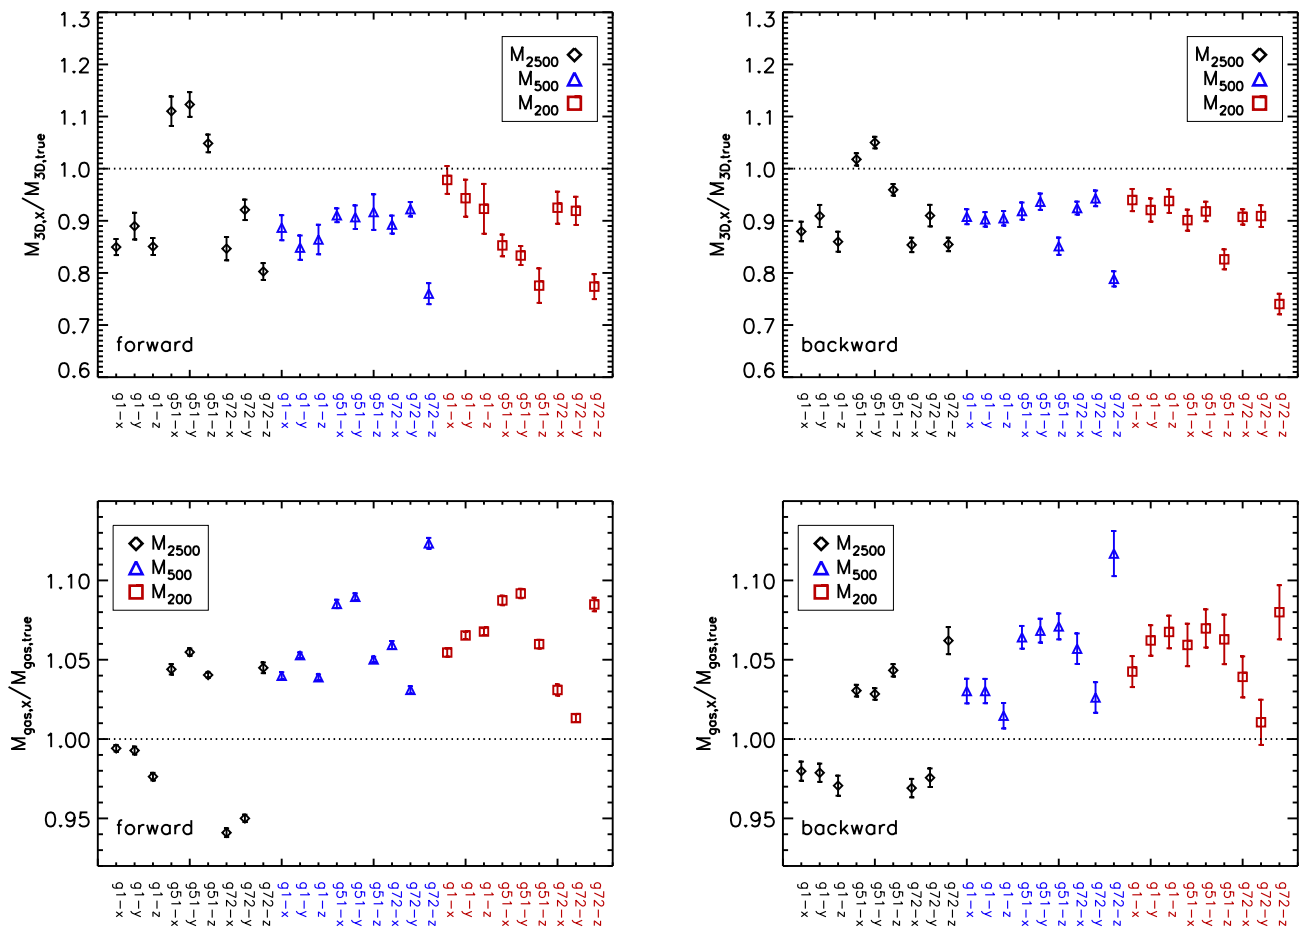 1.3
1.2
1.1
1.0
0.9
0.8
0.7
0.6
M3D,X/M3D,true
M2500
M500
M200
forward
g1-x
g1-y
g1-z
g51-x
g51-y
g51-z
g72-x
g72-y
g72-z
g1-x
g1-y
g1-z
g51-x
g51-y
g51-z
g72-x
g72-y
g72-z
g1-x
g1-y
g1-z
g51-x
g51-y
g51-z
g72-x
g72-y
g72-z
1.3
1.2
1.1
1.0
0.9
0.8
0.7
0.6
M3D,X/M3D,true
M2500
M500
M200
backward
g1-x
g1-y
g1-z
g51-x
g51-y
g51-z
g72-x
g72-y
g72-z
g1-x
g1-y
g1-z
g51-x
g51-y
g51-z
g72-x
g72-y
g72-z
g1-x
g1-y
g1-z
g51-x
g51-y
g51-z
g72-x
g72-y
g72-z
1.10
1.05
1.00
0.95
Mgas,X/Mgas,true
M2500
M500
M200
forward
g1-x
g1-y
g1-z
g51-x
g51-y
g51-z
g72-x
g72-y
g72-z
g1-x
g1-y
g1-z
g51-x
g51-y
g51-z
g72-x
g72-y
g72-z
g1-x
g1-y
g1-z
g51-x
g51-y
g51-z
g72-x
g72-y
g72-z
1.10
1.05
1.00
0.95
Mgas,X/Mgas,true
M2500
M500
M200
backward
g1-x
g1-y
g1-z
g51-x
g51-y
g51-z
g72-x
g72-y
g72-z
g1-x
g1-y
g1-z
g51-x
g51-y
g51-z
g72-x
g72-y
g72-z
g1-x
g1-y
g1-z
g51-x
g51-y
g51-z
g72-x
g72-y
g72-z